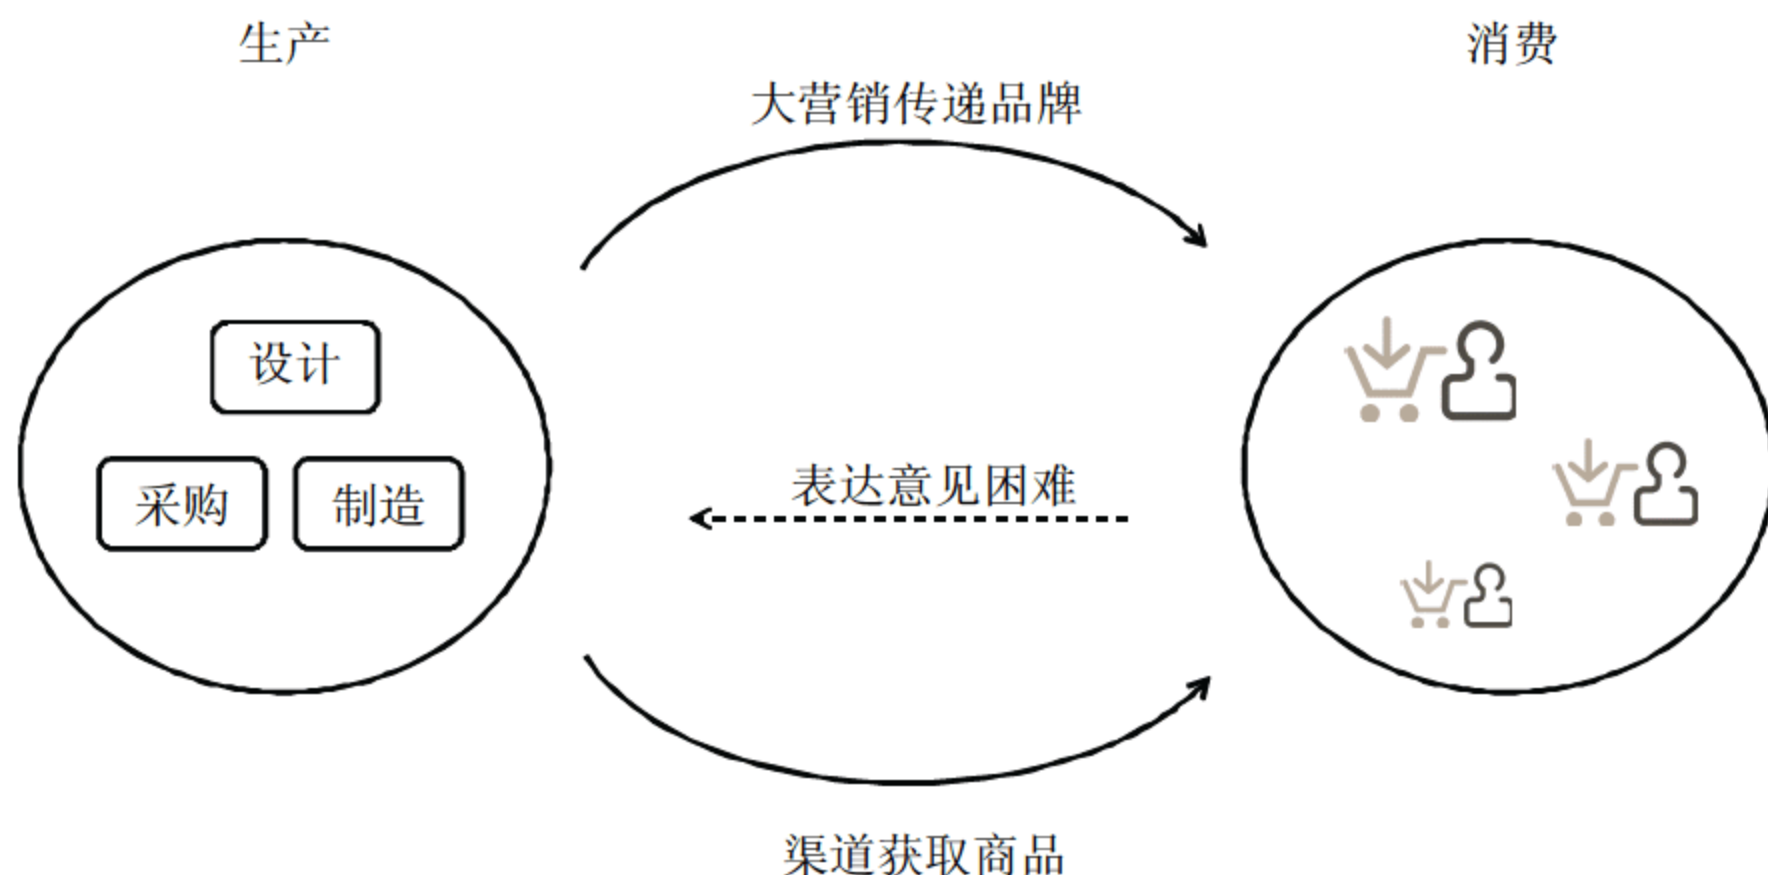 生产
消费
大营销传递品牌
设计
采购
制造
表达意见困难
渠道获取商品